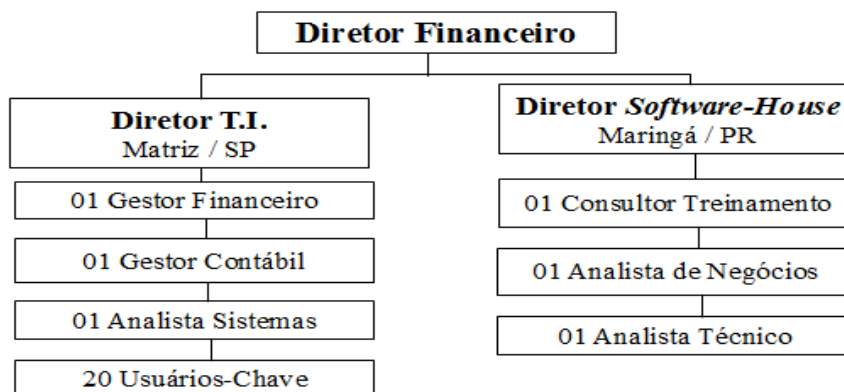 Diretor Financeiro
Diretor T.I.
Matriz / SP
01 Gestor Financeiro
01 Gestor Contábil
01 Analista Sistemas
20 Usuários-Chave
Diretor Software-House
Maringá / PR
01 Consultor Treinamento
01 Analista de Negócios
01 Analista Técnico